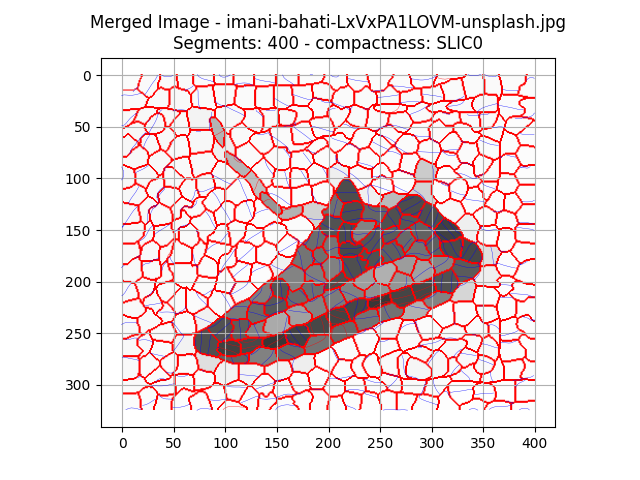 Merged Image - imani-bahati-LxVxPA1LOVM-unsplash.jpg
Segments: 400 - compactness: SLIC0
0
50
100
150
200
250
300
0 50 100 150 200 250 300 350 400